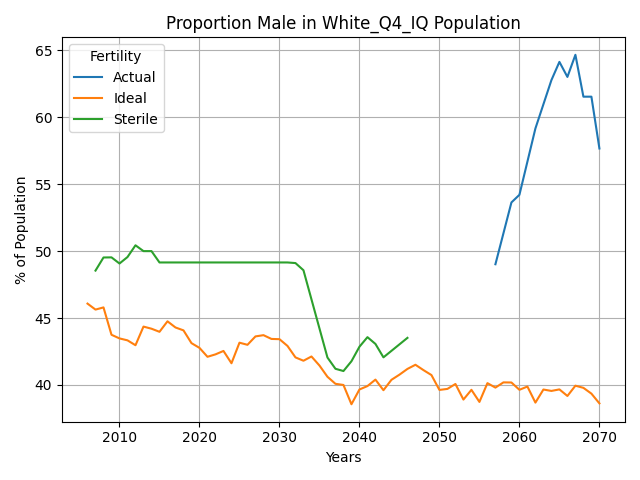 Proportion Male in White_Q4_IQ Population
Fertility
Actual
Ideal
Sterile
% of Population
65
60
55
50
45
40
2010
2020
2030
2040
2050
2060
2070
Years